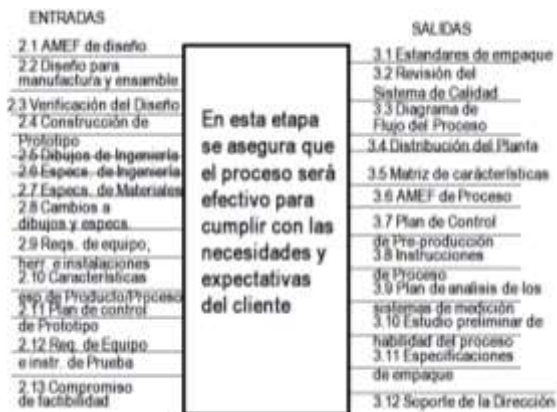 ENTRADAS
2.1 AMEF de diseño
2.2 Diseño para
manufactura y ensamble
2.3 Verificación del Diseño
2.4 Construcción de
Prototipo
2.5 Dibujos de Ingeniería
2.6 Especs. de Ingeniería
2.7 Especs. de Materiales
2.8 Cambios a
dibujos y especs.
2.9 Reqs. de equipo,
herr. e instalaciones
2.10 Características
esp de Producto/Proceso
2.11 Plan de control
de Prototipo
2.12 Req. de Equipo
e instr. de Prueba
2.13 Compromiso
de factibilidad
En esta etapa
se asegura que
el proceso será
efectivo para
cumplir con las
necesidades y
expectativas
del cliente
SALIDAS
3.1 Estandares de empaque
3.2 Revisión del
Sistema de Calidad
3.3 Diagrama de
Flujo del Proceso
3.4 Distribución del Planta
3.5 Matriz de carácterísticas
3.6 AMEF de Proceso
3.7 Plan de Control
de Pre-producción
3.8 Instrucciones
de Proceso
3.9 Plan de analisis de los
sistemas de medición
3.10 Estudio preliminar de
habilidad del proceso
3.11 Especificaciones
de empaque
3.12 Soporte de la Dirección